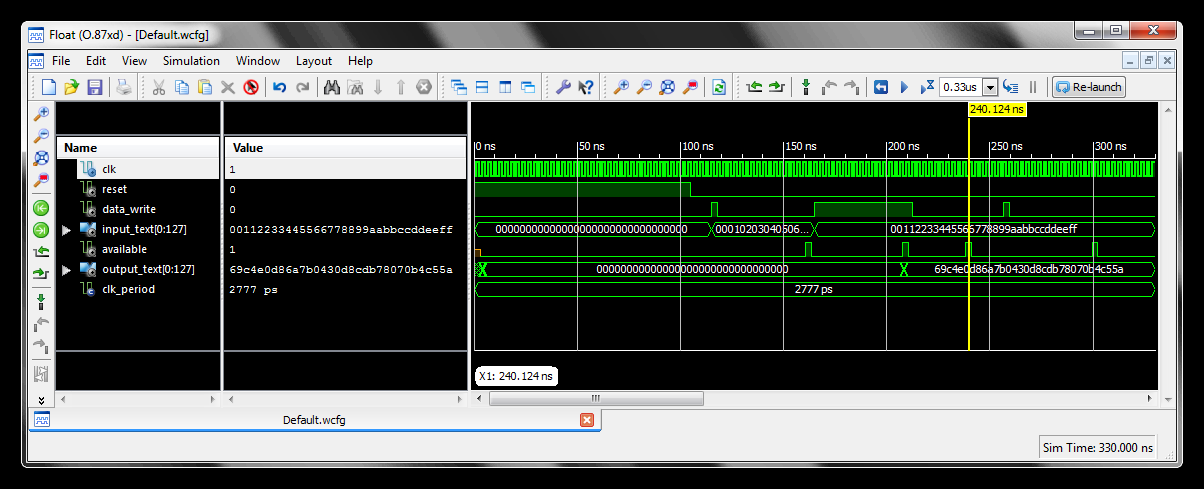 Float (O.87xd) - [Default.wcfg]
File Edit View Simulation Window Layout Help
0.33us Re-launch
240.124 ns
Name Value
0 ns 50 ns 100 ns 150 ns 200 ns 250 ns 300 ns
clk 1
reset 0
data_write 0
input_text[0:127] 00112233445566778899aabbccddeeff 00000000000000000000000000000000 00010203040506... 00112233445566778899aabbccddeeff
available 1
output_text[0:127] 69c4e0d86a7b0430d8cdb78070b4c55a 00000000000000000000000000000000 69c4e0d86a7b0430d8cdb78070b4c55a
clk_period 2777 ps 2777 ps
X1: 240.124 ns
Default.wcfg
Sim Time: 330.000 ns